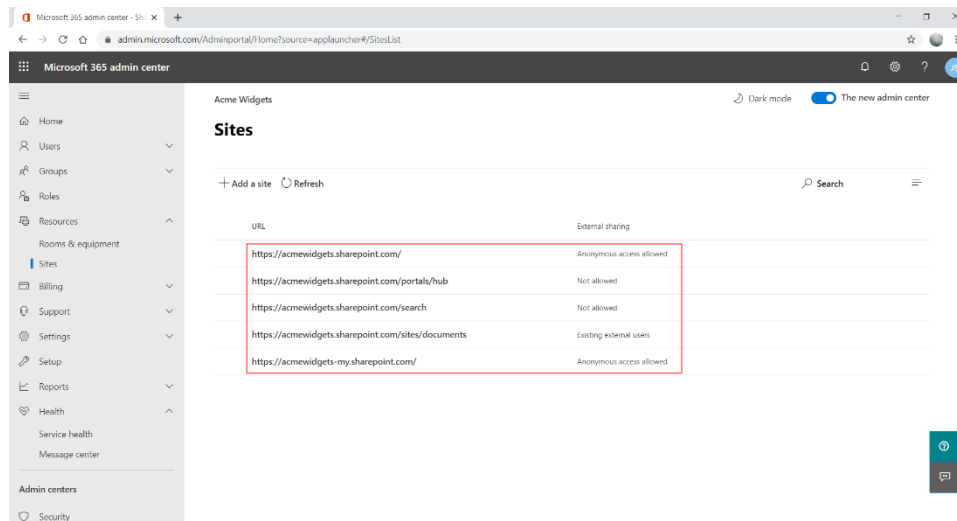 Microsoft 365 admin center - Sha
admin.microsoft.com/Adminportal/Home?source=applauncher#/SitesList
Microsoft 365 admin center
?
Home
Users
Groups
Roles
Resources
Rooms & equipment
Sites
Billing
Support
Settings
Setup
Reports
Health
Service health
Message center
Admin centers
Security
Acme Widgets
Dark mode
The new admin center
Sites
Add a site
Refresh
Search
URL
External sharing
https://acmewidgets.sharepoint.com/
Anonymous access allowed
https://acmewidgets.sharepoint.com/portals/hub
Not allowed
https://acmewidgets.sharepoint.com/search
Not allowed
https://acmewidgets.sharepoint.com/sites/documents
Existing external users
https://acmewidgets-my.sharepoint.com/
Anonymous access allowed